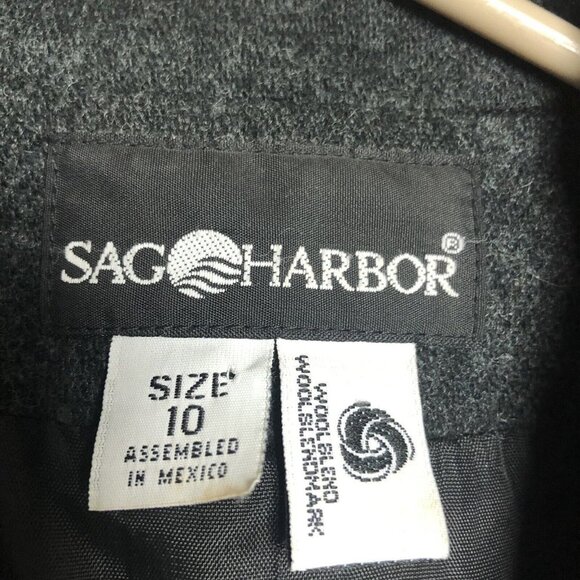 SAG HARBOR®
SIZE
10
ASSEMBLED
IN MEXICO
WOOLBLEND
WOOLBLENDMARK